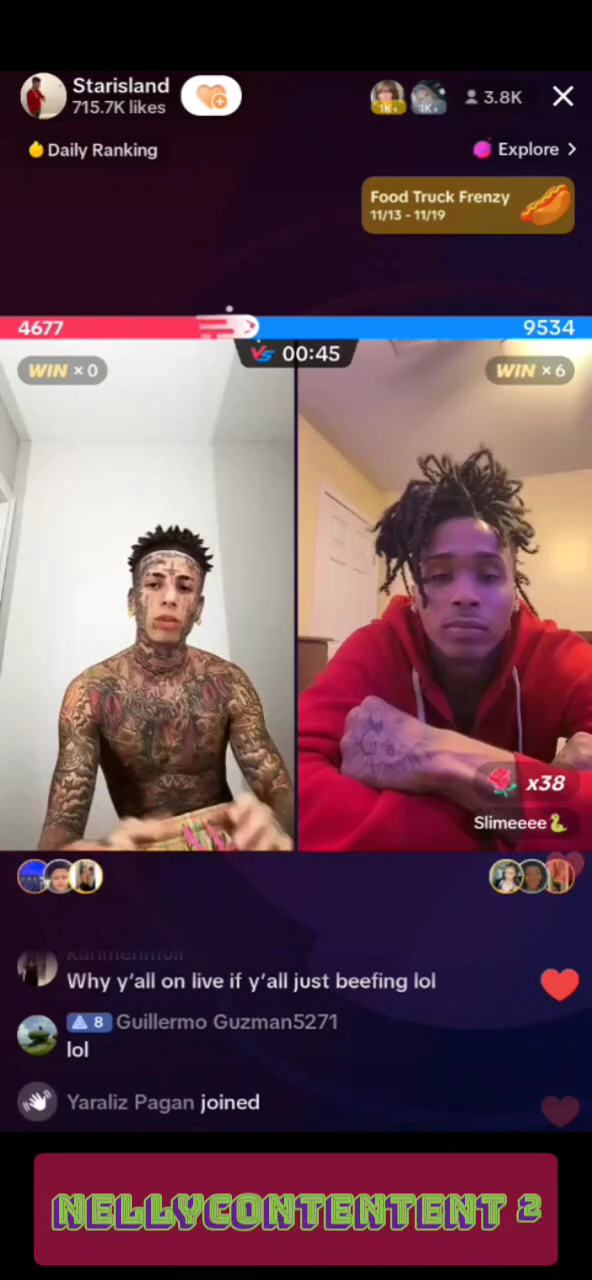 Starisland
715.7K likes
1K+
1K+
3.8K
Daily Ranking
Explore
Food Truck Frenzy
11/13 - 11/19
4677
9534
VS 00:45
WIN × 0
WIN × 6
x38
Slimeeee
Why y'all on live if y'all just beefing lol
8 Guillermo Guzman5271
lol
Yaraliz Pagan joined
NELLYCONTENTENT 2